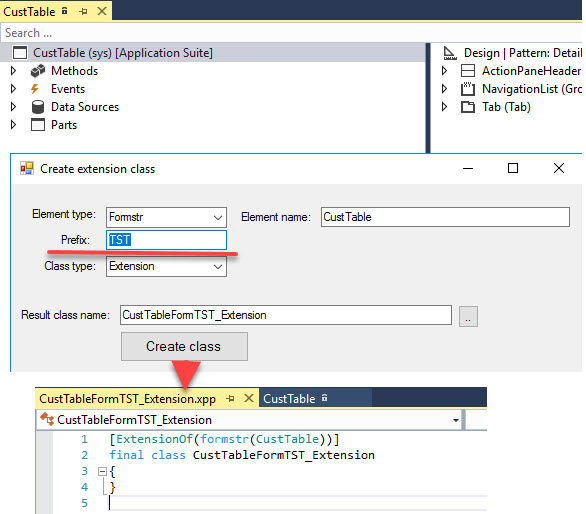 CustTable
Search ...
CustTable (sys) [Application Suite]
Methods
Events
Data Sources
Parts
Design | Pattern: Detail
ActionPaneHeader
NavigationList (Gro
Tab (Tab)
Create extension class
Element type: Formstr Element name: CustTable
Prefix: TST
Class type: Extension
Result class name: CustTableFormTST_Extension ..
Create class
CustTableFormTST_Extension.xpp CustTable
CustTableFormTST_Extension
1 [ExtensionOf(formstr(CustTable))]
2 final class CustTableFormTST_Extension
3 {
4 }
5